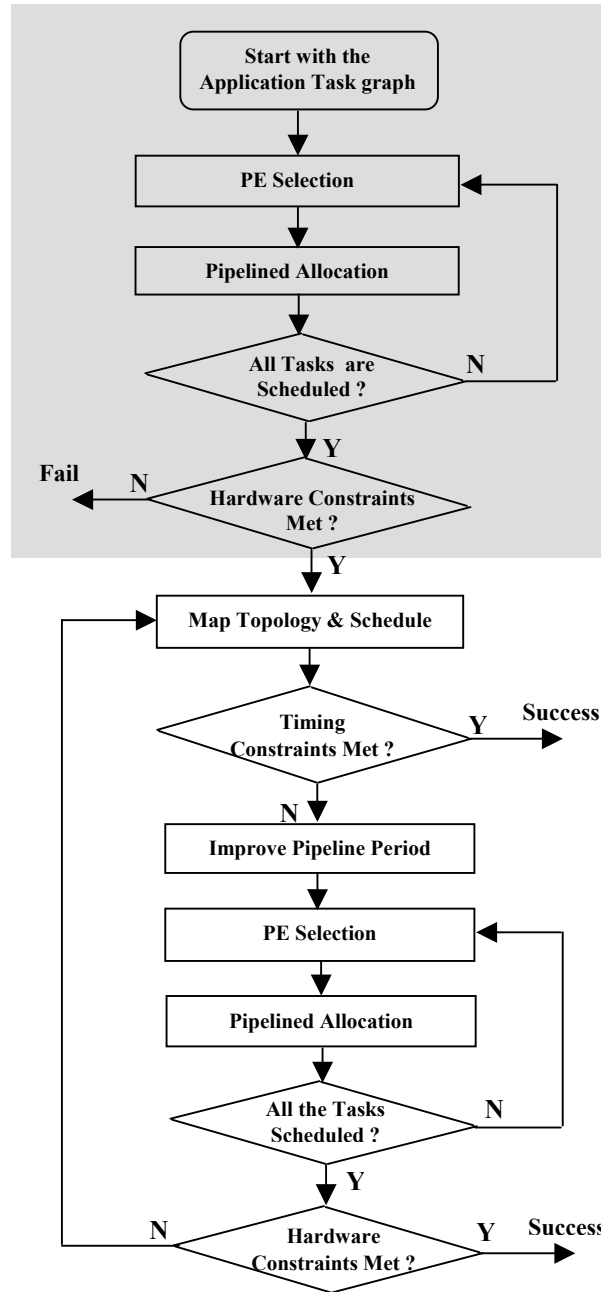 Start with the
Application Task graph
PE Selection
Pipelined Allocation
All Tasks are
Scheduled ?
N
Y
Fail
N
Hardware Constraints
Met ?
Y
Map Topology & Schedule
Timing
Constraints Met ?
Y
Success
N
Improve Pipeline Period
PE Selection
Pipelined Allocation
All the Tasks
Scheduled ?
N
Y
N
Hardware
Constraints Met ?
Y
Success